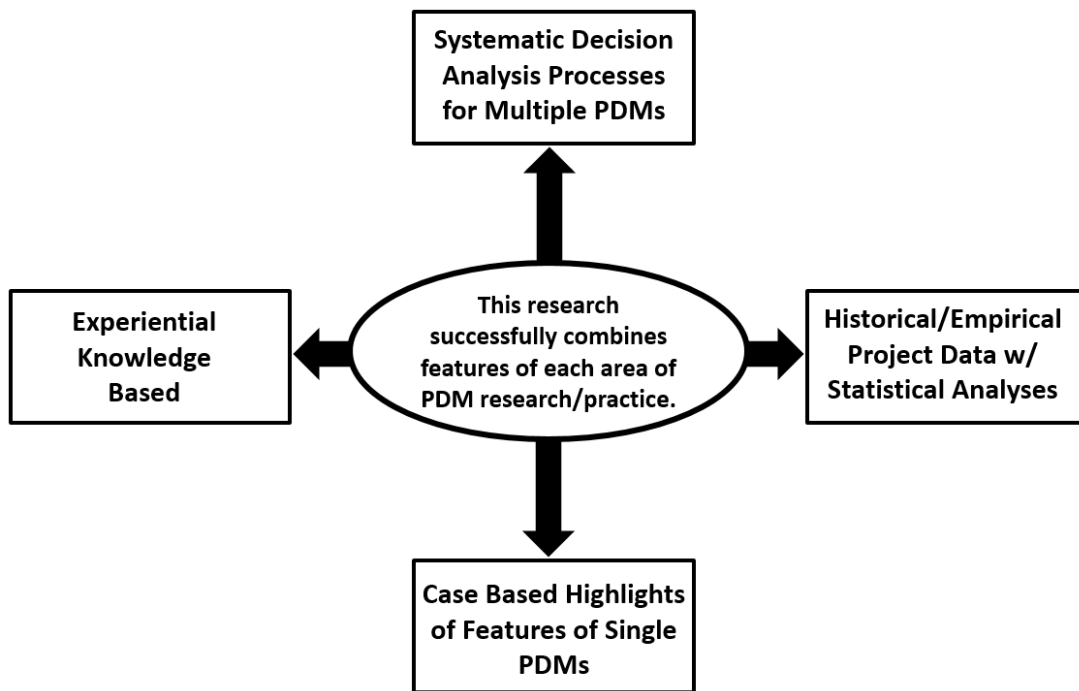 Systematic Decision
Analysis Processes
for Multiple PDMs
Experiential
Knowledge
Based
This research
successfully combines
features of each area of
PDM research/practice.
Historical/Empirical
Project Data w/
Statistical Analyses
Case Based Highlights
of Features of Single
PDMs